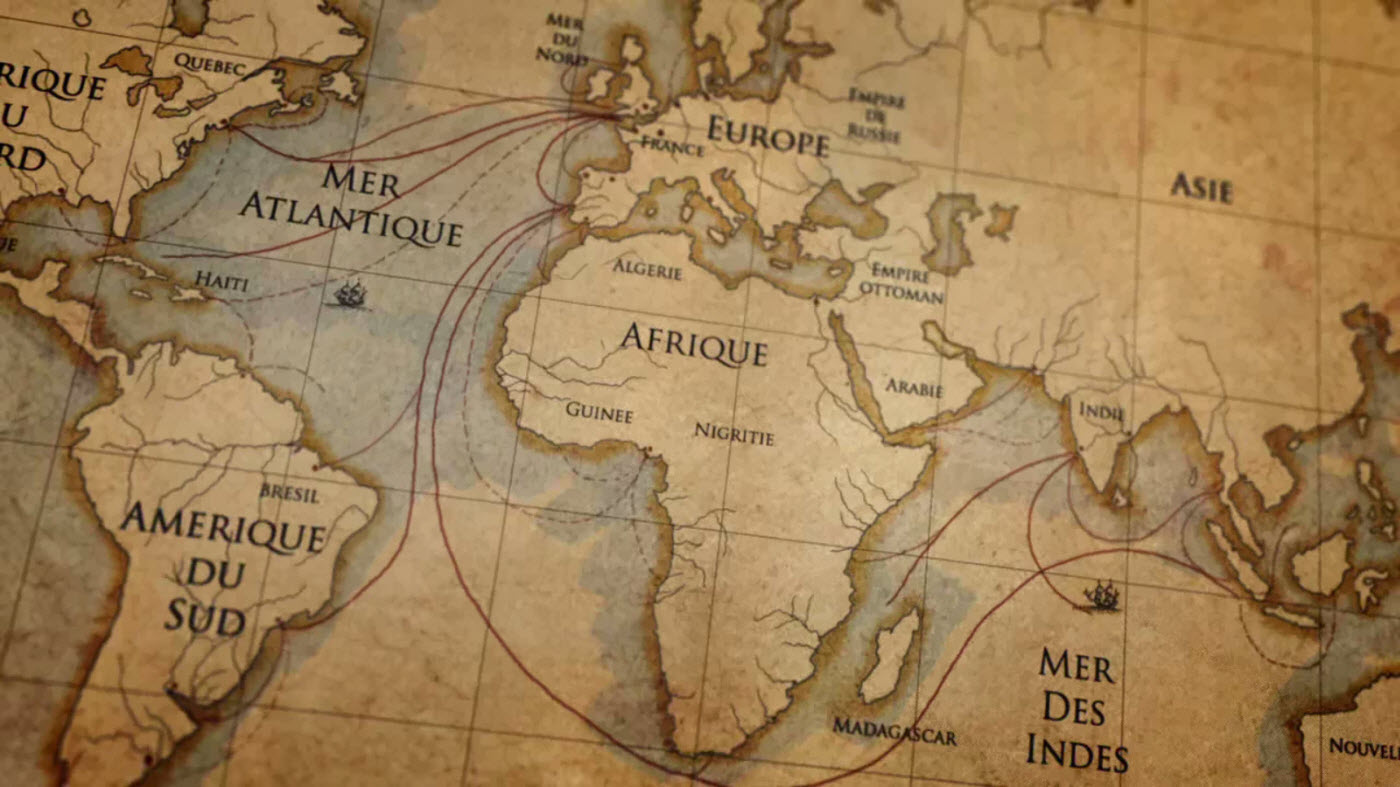 MER
DU
NORD
QUEBEC
RIQUE
U
RD
EMPIRE
DE
RUSSIE
EUROPE
FRANCE
ASIE
MER
ATLANTIQUE
HAITI
ALGERIE
EMPIRE
OTTOMAN
AFRIQUE
ARABIE
INDE
GUINEE
NIGRITIE
BRESIL
AMERIQUE
DU
SUD
MER
DES
INDES
MADAGASCAR
NOUVEL